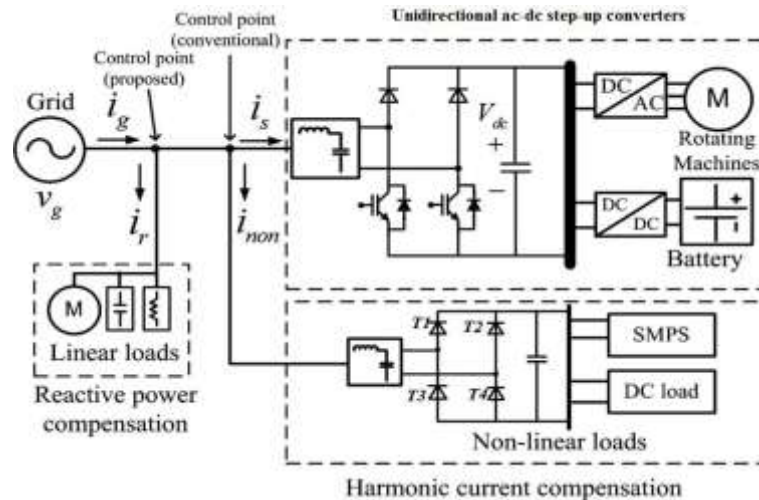 Unidirectional ac-dc step-up converters
Control point
(conventional)
Control point
(proposed)
Grid
i_g
i_s
v_g
i_r
i_non
V_dc
+
−
DC
AC
M
Rotating
Machines
DC
DC
+
Battery
M
Linear loads
Reactive power
compensation
T1
T2
T3
T4
SMPS
DC load
Non-linear loads
Harmonic current compensation